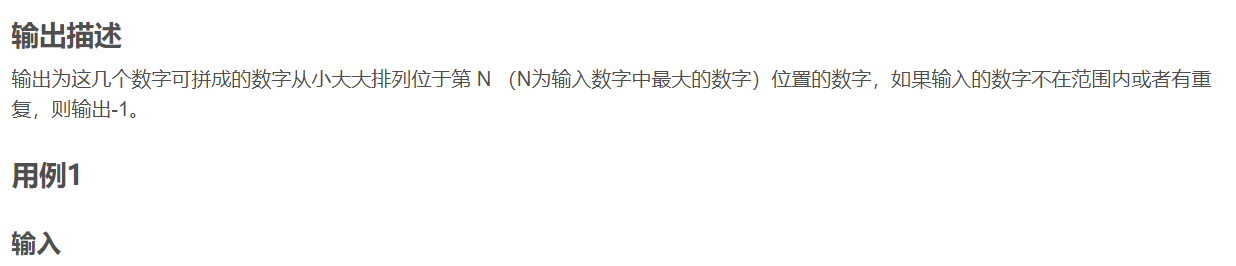 输出描述
输出为这几个数字可拼成的数字从小大大排列位于第 N （N为输入数字中最大的数字）位置的数字，如果输入的数字不在范围内或者有重
复，则输出-1。
用例1
输入